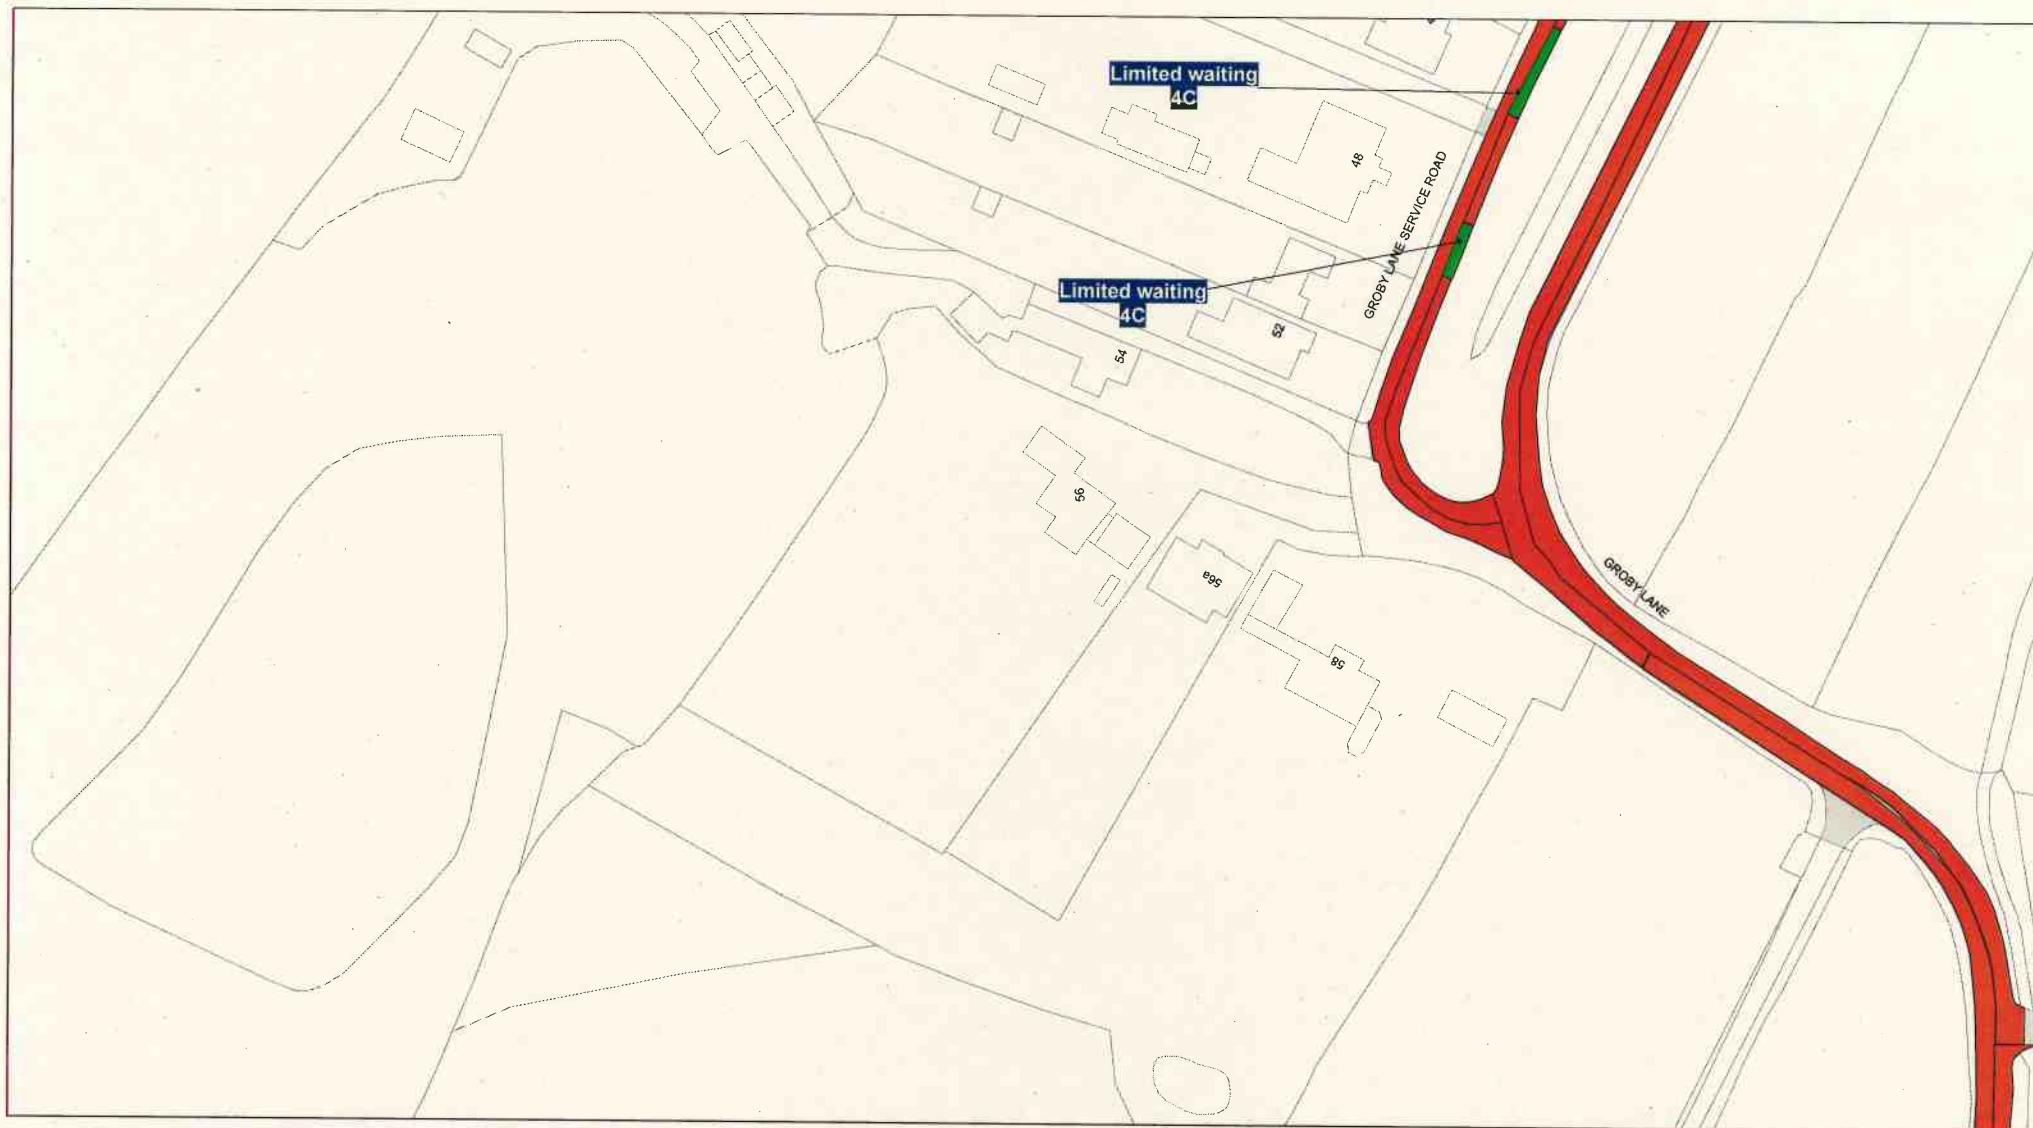 Limited waiting
4C
48
GROBY LANE SERVICE ROAD
Limited waiting
4C
52
54
56
56a
GROBY LANE
58